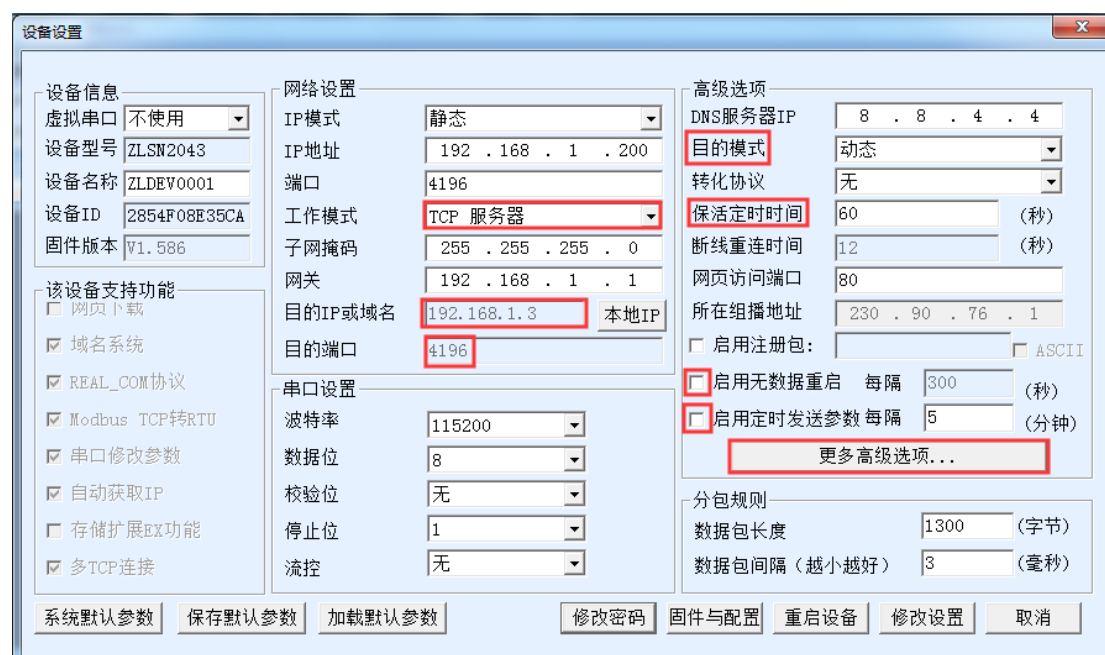 设备设置
设备信息
虚拟串口 不使用
设备型号 ZLSN2043
设备名称 ZLDEV0001
设备ID 2854F08E35CA
固件版本 V1.586
该设备支持功能
网页下载
域名系统
REAL_COM协议
Modbus TCP转RTU
串口修改参数
自动获取IP
存储扩展EX功能
多TCP连接
网络设置
IP模式 静态
IP地址 192 . 168 . 1 . 200
端口 4196
工作模式 TCP 服务器
子网掩码 255 . 255 . 255 . 0
网关 192 . 168 . 1 . 1
目的IP或域名 192.168.1.3 本地IP
目的端口 4196
串口设置
波特率 115200
数据位 8
校验位 无
停止位 1
流控 无
高级选项
DNS服务器IP 8 . 8 . 4 . 4
目的模式 动态
转化协议 无
保活定时时间 60 (秒)
断线重连时间 12 (秒)
网页访问端口 80
所在组播地址 230 . 90 . 76 . 1
启用注册包: ASCII
启用无数据重启 每隔 300 (秒)
启用定时发送参数 每隔 5 (分钟)
更多高级选项...
分包规则
数据包长度 1300 (字节)
数据包间隔（越小越好） 3 (毫秒)
系统默认参数 保存默认参数 加载默认参数 修改密码 固件与配置 重启设备 修改设置 取消